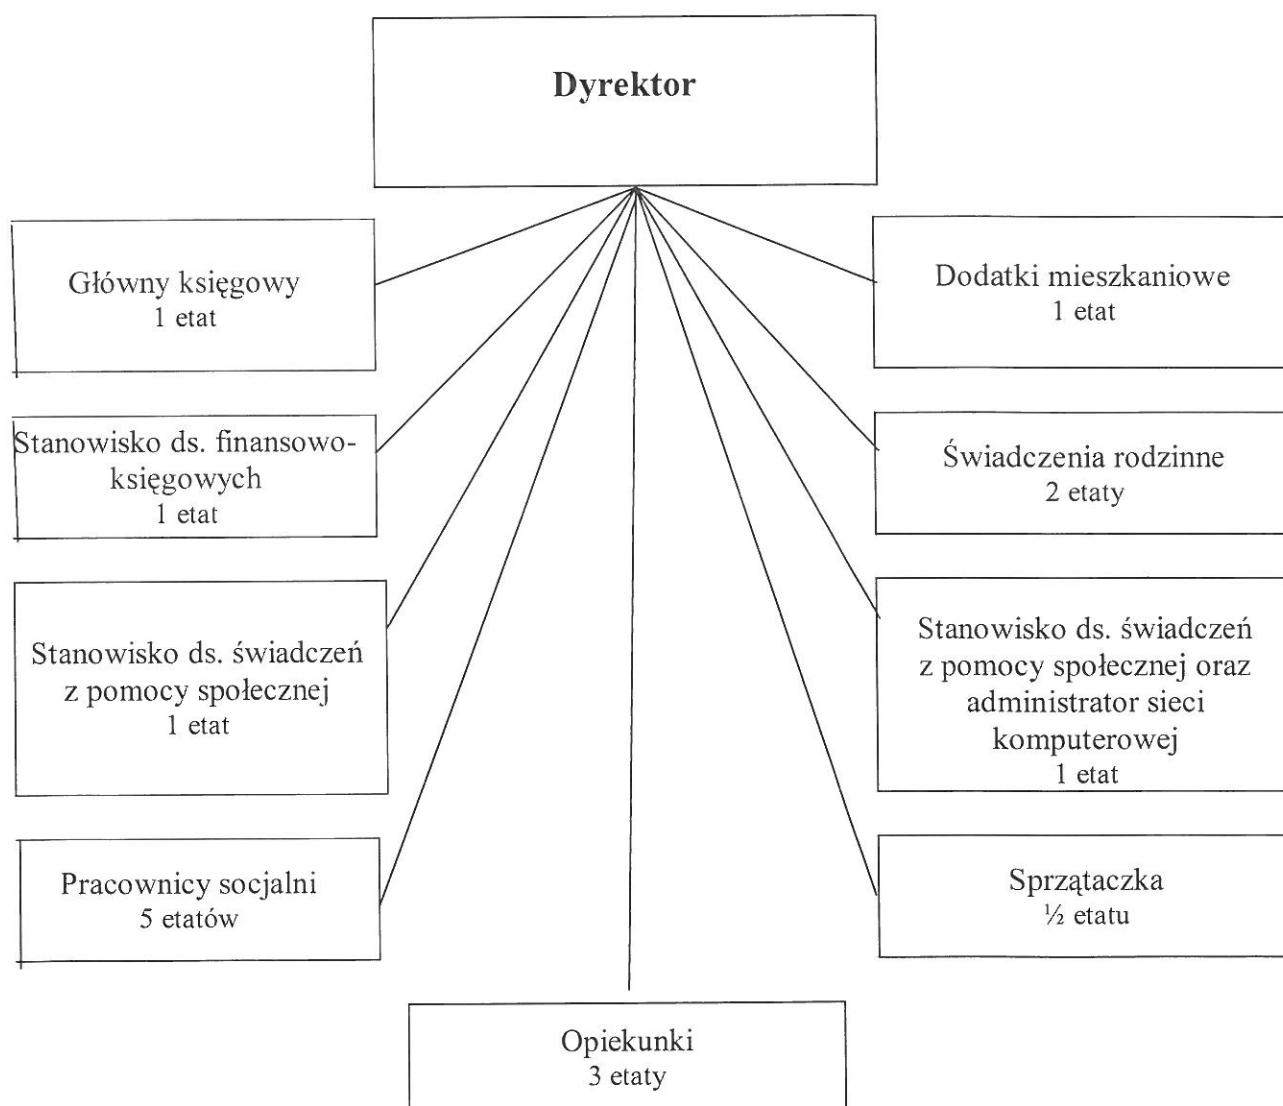 Dyrektor
Główny księgowy
1 etat
Dodatki mieszkaniowe
1 etat
Stanowisko ds. finansowo-
księgowych
1 etat
Świadczenia rodzinne
2 etaty
Stanowisko ds. świadczeń
z pomocy społecznej
1 etat
Stanowisko ds. świadczeń
z pomocy społecznej oraz
administrator sieci
komputerowej
1 etat
Pracownicy socjalni
5 etatów
Sprzątaczka
½ etatu
Opiekunki
3 etaty